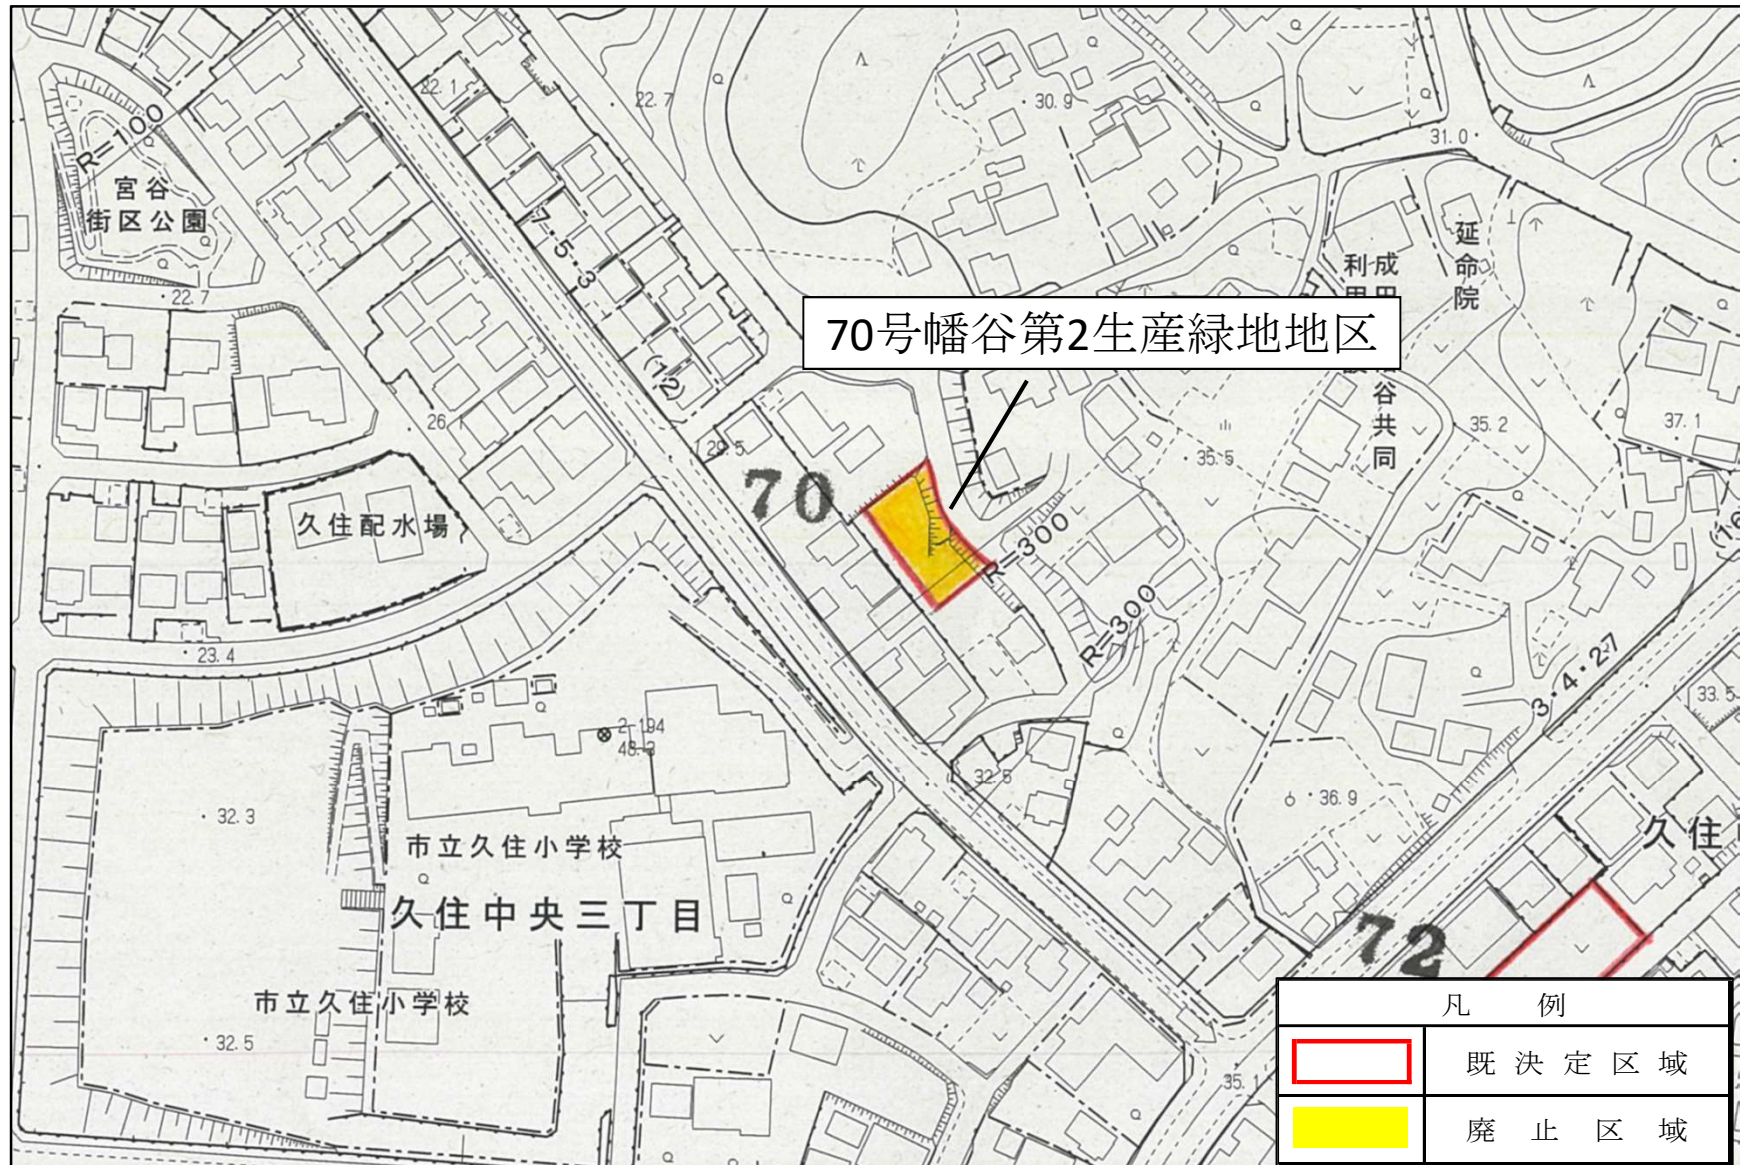 22.1
22.7
30.9
31.0
R=100
宮谷
街区公園
22.7
7・5・3
(12)
延命院
成田
利用
谷共同
70号幡谷第2生産緑地地区
26.1
(29.5
70
35.5
35.2
37.1
久住配水場
R=300
R=300
(16
23.4
3・4・27
33.5
2-194
48.3
32.5
32.3
36.9
市立久住小学校
久住
久住中央三丁目
72
市立久住小学校
32.5
35.1
凡 例
既決定区域
廃止区域